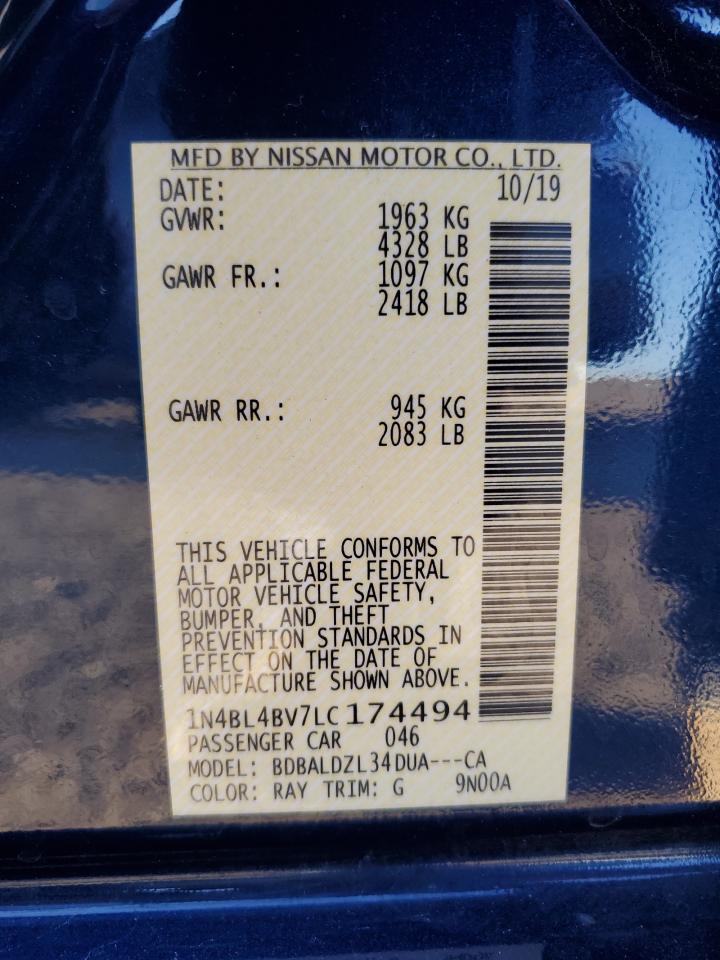 MFD BY NISSAN MOTOR CO., LTD.
DATE: 10/19
GVWR: 1963 KG
4328 LB
GAWR FR.: 1097 KG
2418 LB
GAWR RR.: 945 KG
2083 LB
THIS VEHICLE CONFORMS TO
ALL APPLICABLE FEDERAL
MOTOR VEHICLE SAFETY,
BUMPER, AND THEFT
PREVENTION STANDARDS IN
EFFECT ON THE DATE OF
MANUFACTURE SHOWN ABOVE.
1N4BL4BV7LC174494
PASSENGER CAR 046
MODEL: BDBALDZL34DUA---CA
COLOR: RAY TRIM: G 9N00A